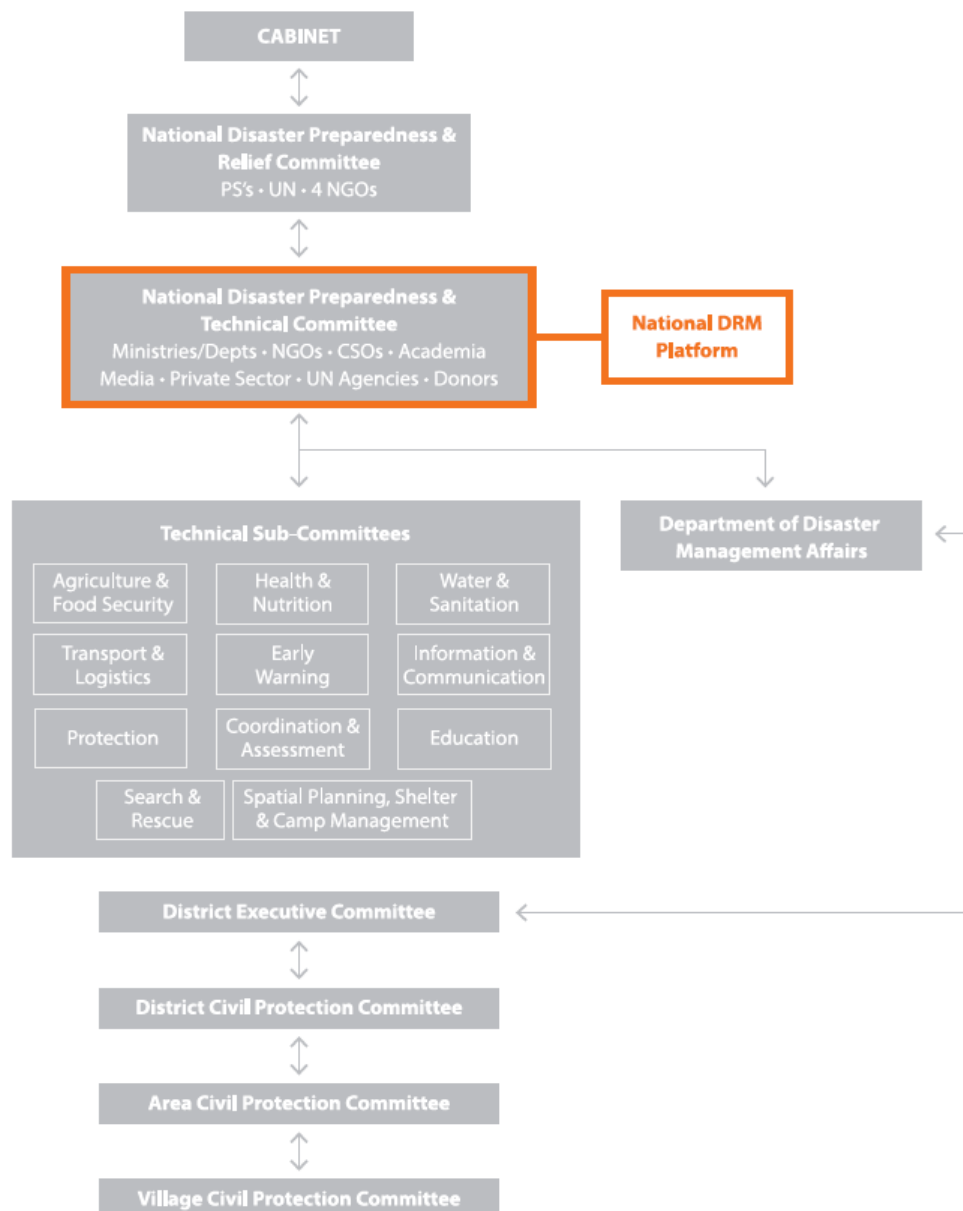 CABINET
National Disaster Preparedness &
Relief Committee
PS's • UN • 4 NGOs
National Disaster Preparedness &
Technical Committee
Ministries/Depts • NGOs • CSOs • Academia
Media • Private Sector • UN Agencies • Donors
National DRM
Platform
Technical Sub-Committees
Agriculture &
Food Security
Health &
Nutrition
Water &
Sanitation
Transport &
Logistics
Early
Warning
Information &
Communication
Protection
Coordination &
Assessment
Education
Search &
Rescue
Spatial Planning, Shelter
& Camp Management
Department of Disaster
Management Affairs
District Executive Committee
District Civil Protection Committee
Area Civil Protection Committee
Village Civil Protection Committee